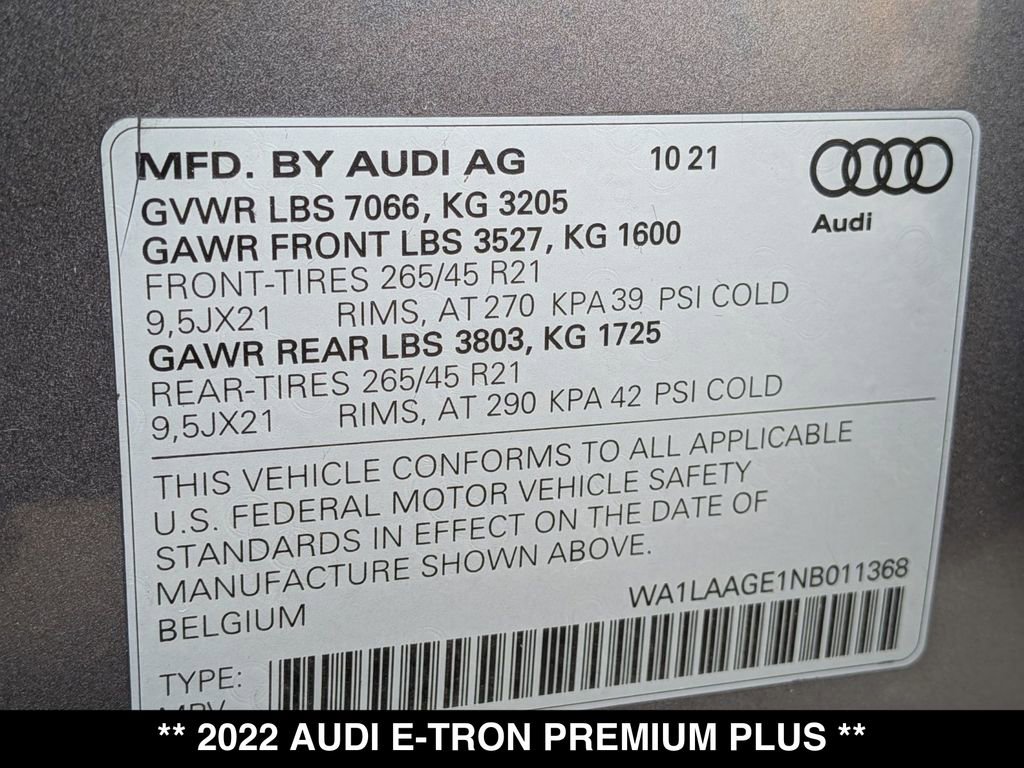 MFD. BY AUDI AG 10 21
Audi
GVWR LBS 7066, KG 3205
GAWR FRONT LBS 3527, KG 1600
FRONT-TIRES 265/45 R21
9,5JX21 RIMS, AT 270 KPA 39 PSI COLD
GAWR REAR LBS 3803, KG 1725
REAR-TIRES 265/45 R21
9,5JX21 RIMS, AT 290 KPA 42 PSI COLD
THIS VEHICLE CONFORMS TO ALL APPLICABLE
U.S. FEDERAL MOTOR VEHICLE SAFETY
STANDARDS IN EFFECT ON THE DATE OF
MANUFACTURE SHOWN ABOVE.
BELGIUM
WA1LAAGE1NB011368
TYPE:
** 2022 AUDI E-TRON PREMIUM PLUS **